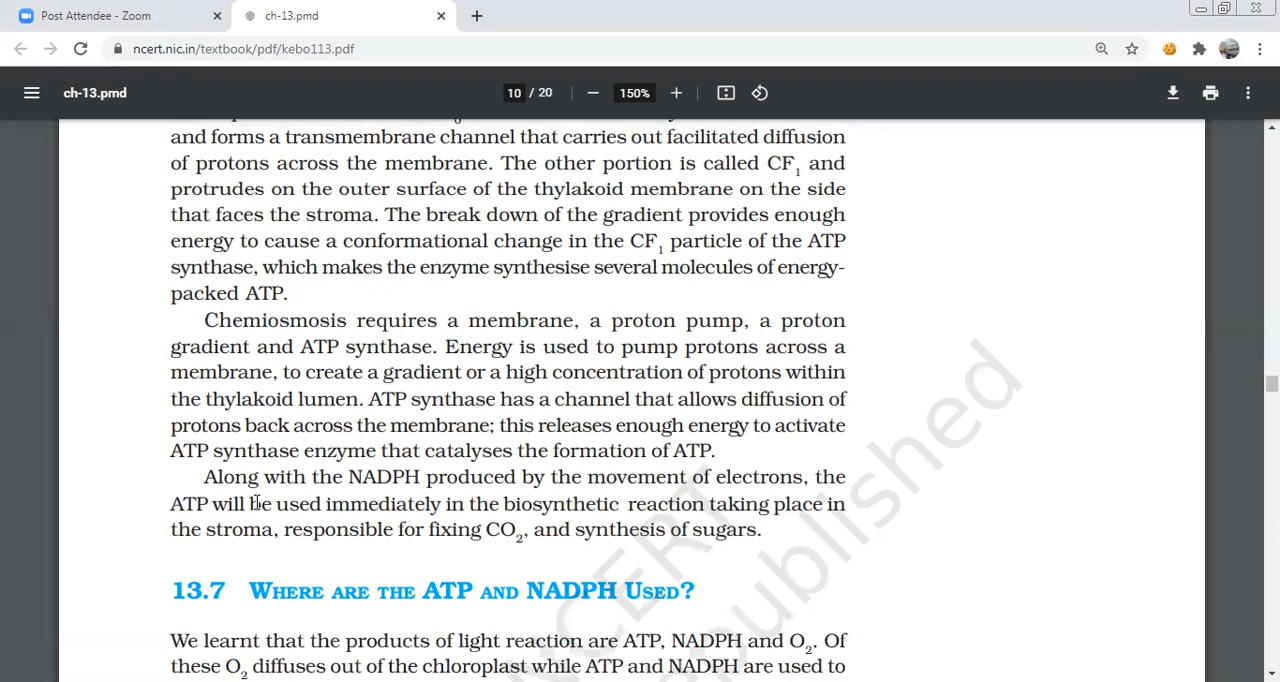 Post Attendee - Zoom
ch-13.pmd
ncert.nic.in/textbook/pdf/kebo113.pdf
ch-13.pmd
10 / 20
150%
and forms a transmembrane channel that carries out facilitated diffusion
of protons across the membrane. The other portion is called CF1 and
protrudes on the outer surface of the thylakoid membrane on the side
that faces the stroma. The break down of the gradient provides enough
energy to cause a conformational change in the CF1 particle of the ATP
synthase, which makes the enzyme synthesise several molecules of energy-
packed ATP.
Chemiosmosis requires a membrane, a proton pump, a proton
gradient and ATP synthase. Energy is used to pump protons across a
membrane, to create a gradient or a high concentration of protons within
the thylakoid lumen. ATP synthase has a channel that allows diffusion of
protons back across the membrane; this releases enough energy to activate
ATP synthase enzyme that catalyses the formation of ATP.
Along with the NADPH produced by the movement of electrons, the
ATP will be used immediately in the biosynthetic reaction taking place in
the stroma, responsible for fixing CO2, and synthesis of sugars.
13.7 WHERE ARE THE ATP AND NADPH USED?
We learnt that the products of light reaction are ATP, NADPH and O2. Of
these O2 diffuses out of the chloroplast while ATP and NADPH are used to
NCERT
published